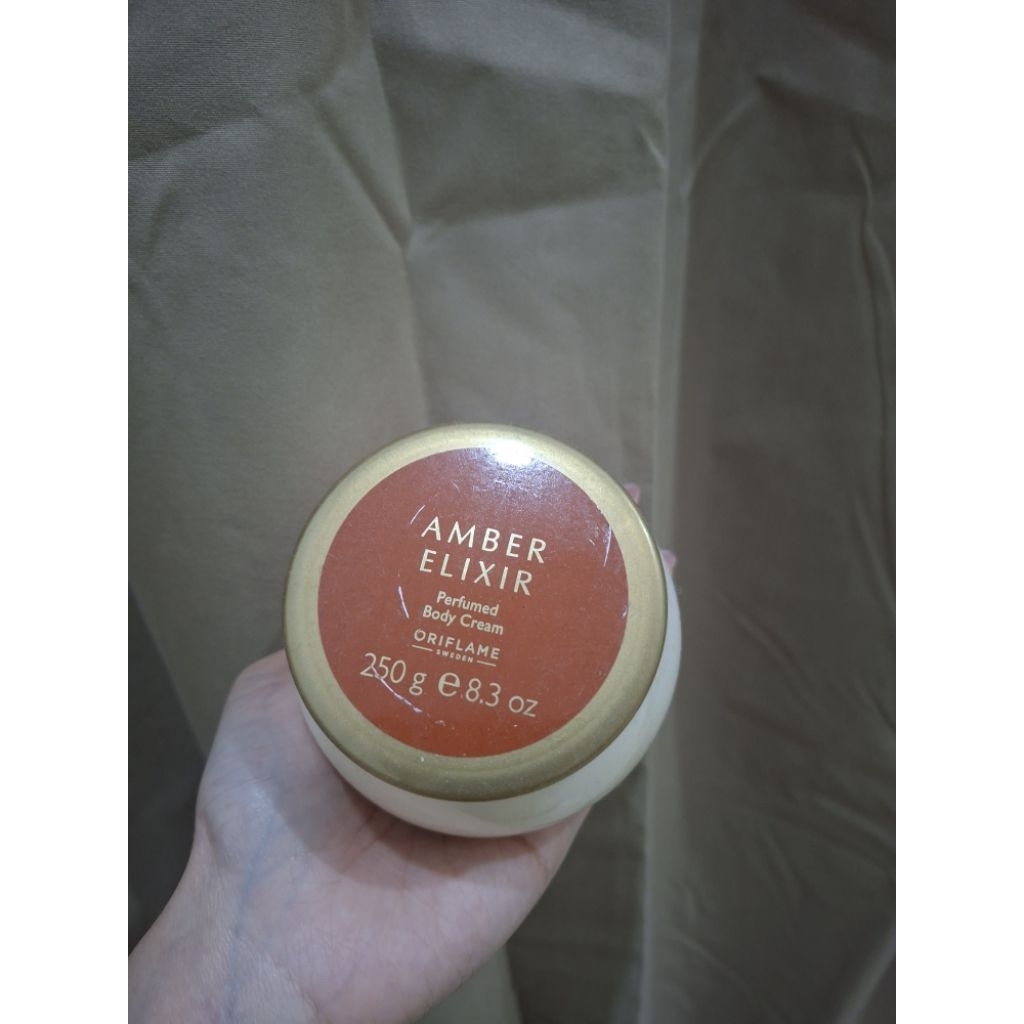 AMBER
ELIXIR
Perfumed
Body Cream
ORIFLAME
SWEDEN
250 g ℮ 8.3 oz